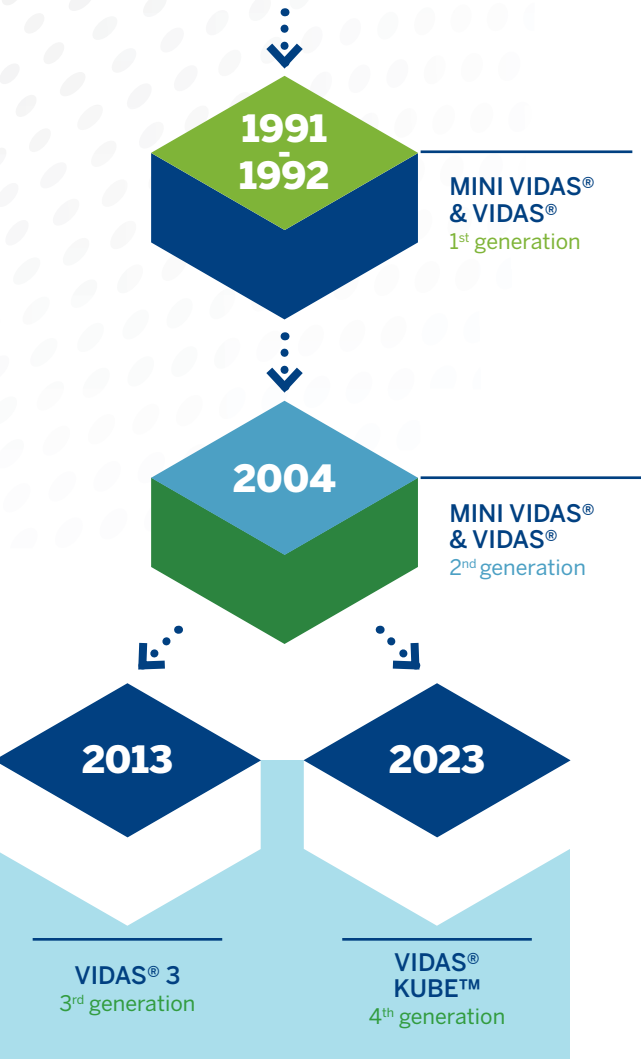 1991
-
1992
MINI VIDAS®
& VIDAS®
1st generation
2004
MINI VIDAS®
& VIDAS®
2nd generation
2013
2023
VIDAS® 3
3rd generation
VIDAS®
KUBE™
4th generation